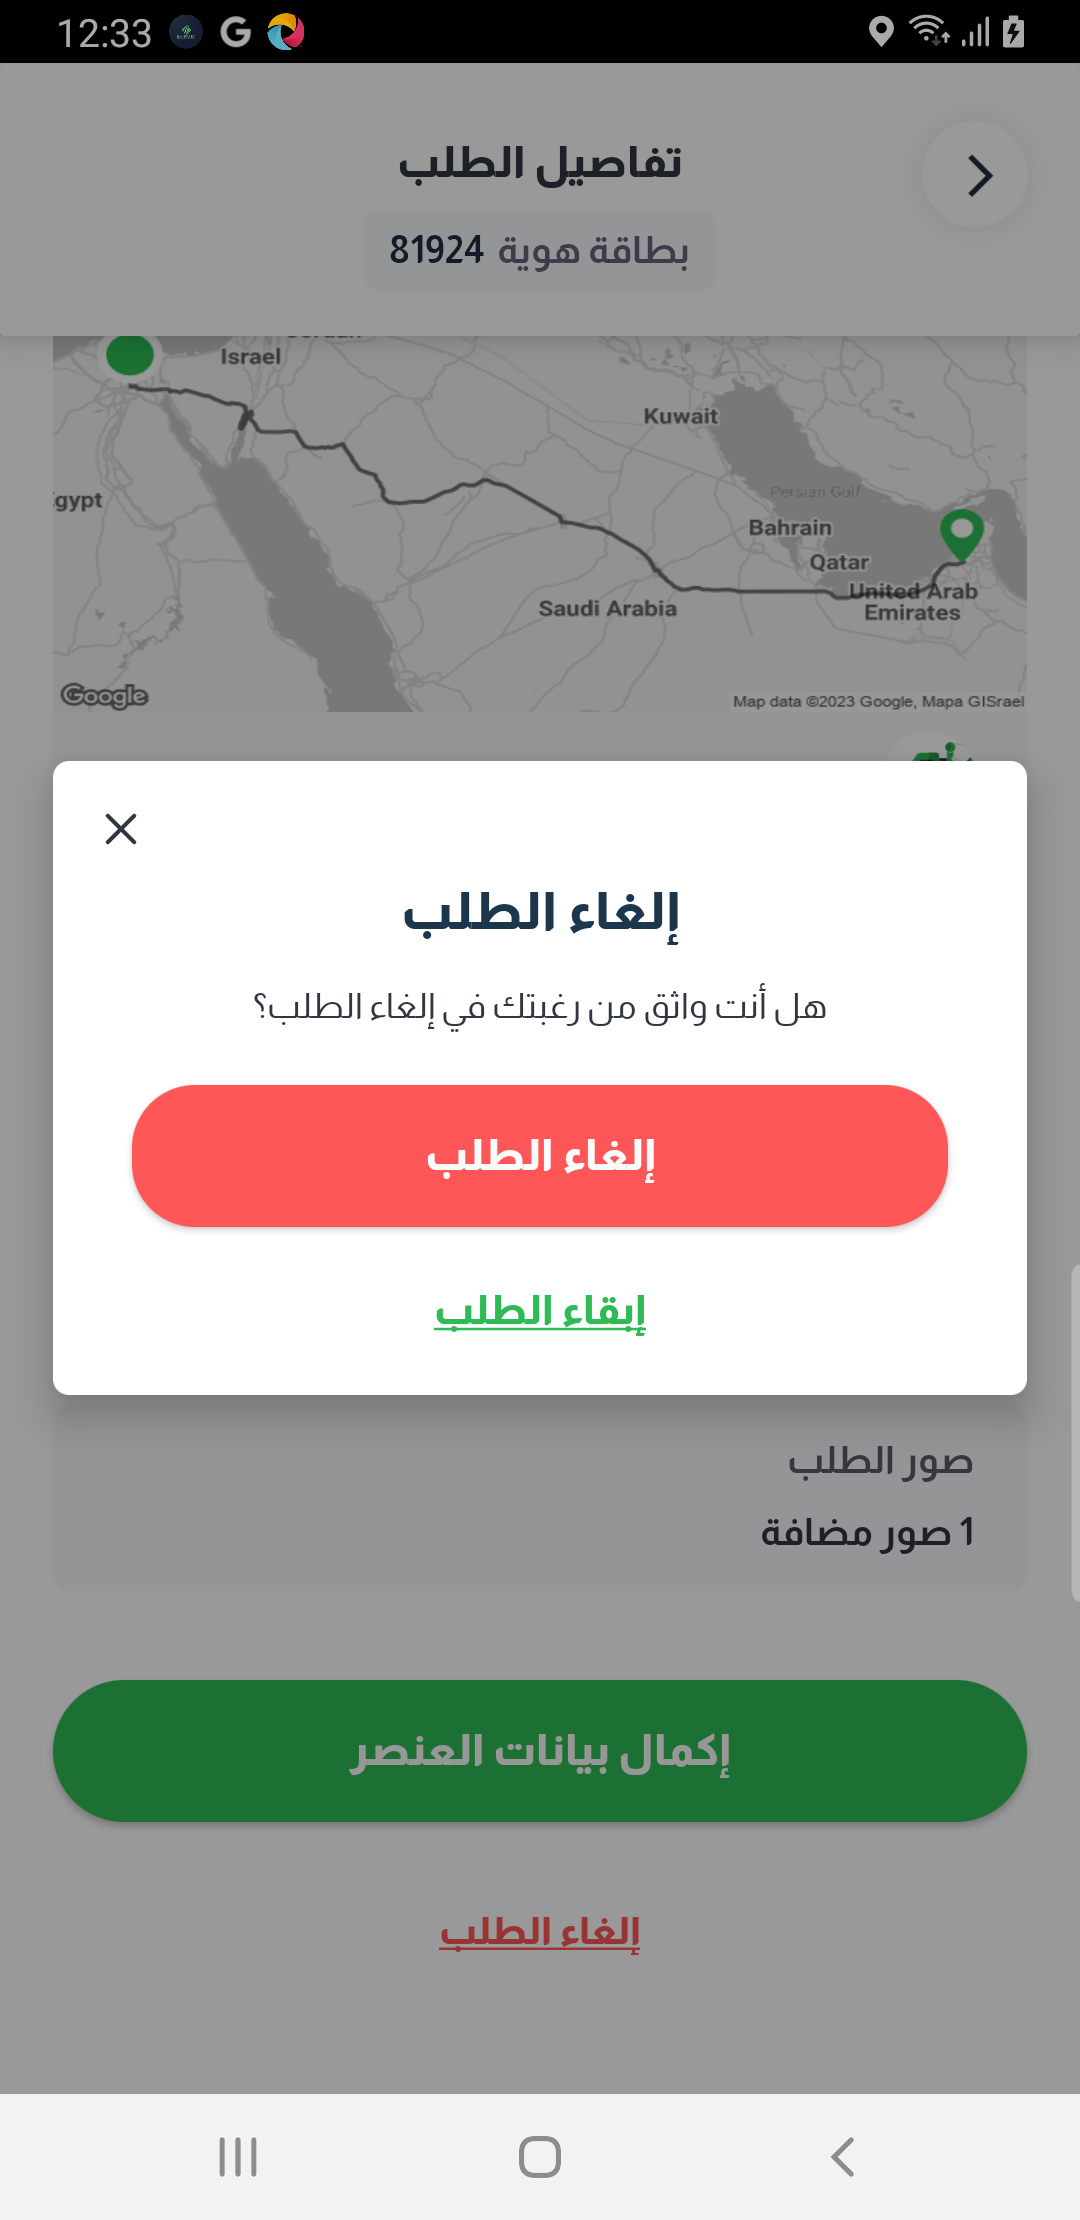 12:33
تفاصيل الطلب
بطاقة هوية 81924
Israel
Kuwait
gypt
Persian Gulf
Bahrain
Qatar
United Arab
Emirates
Saudi Arabia
Google
Map data ©2023 Google, Mapa GISrael
إلغاء الطلب
هل أنت واثق من رغبتك في إلغاء الطلب؟
إلغاء الطلب
إبقاء الطلب
صور الطلب
1 صور مضافة
إكمال بيانات العنصر
إلغاء الطلب